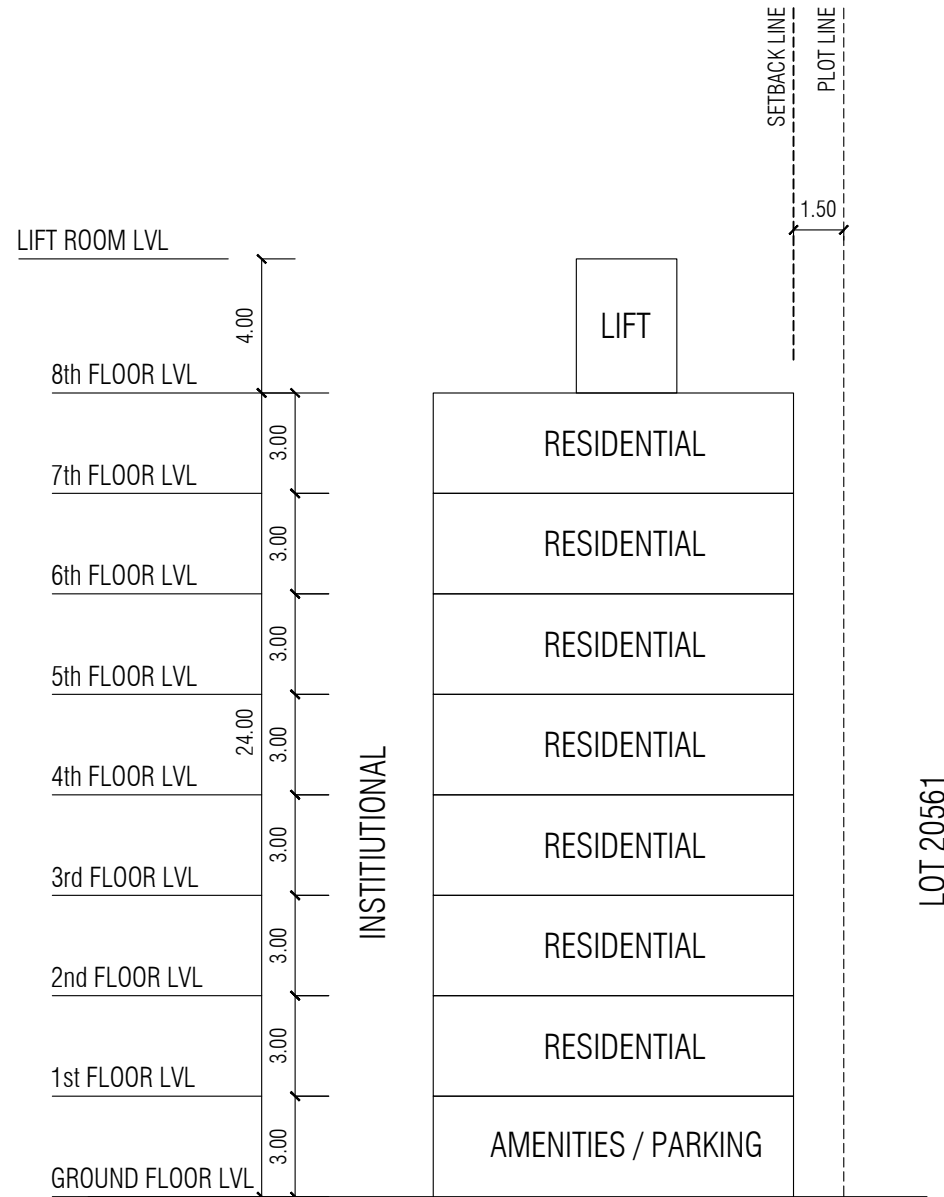 SETBACK LINE
PLOT LINE
1.50
LIFT ROOM LVL
4.00
LIFT
8th FLOOR LVL
3.00
RESIDENTIAL
7th FLOOR LVL
3.00
RESIDENTIAL
6th FLOOR LVL
3.00
RESIDENTIAL
5th FLOOR LVL
24.00
3.00
RESIDENTIAL
4th FLOOR LVL
INSTITIUTIONAL
LOT 20561
3.00
RESIDENTIAL
3rd FLOOR LVL
3.00
RESIDENTIAL
2nd FLOOR LVL
3.00
RESIDENTIAL
1st FLOOR LVL
3.00
AMENITIES / PARKING
GROUND FLOOR LVL